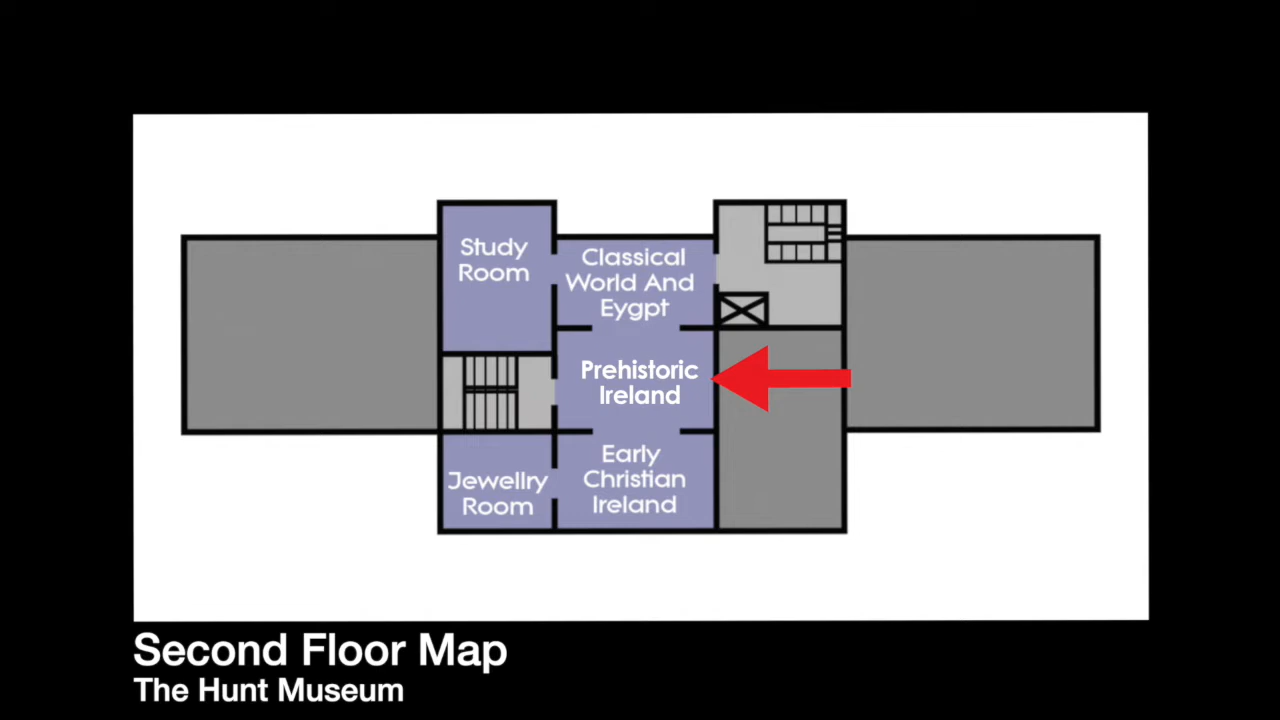 Study
Room
Classical
World And
Eygpt
Prehistoric
Ireland
Early
Christian
Ireland
Jewellry
Room
Second Floor Map
The Hunt Museum